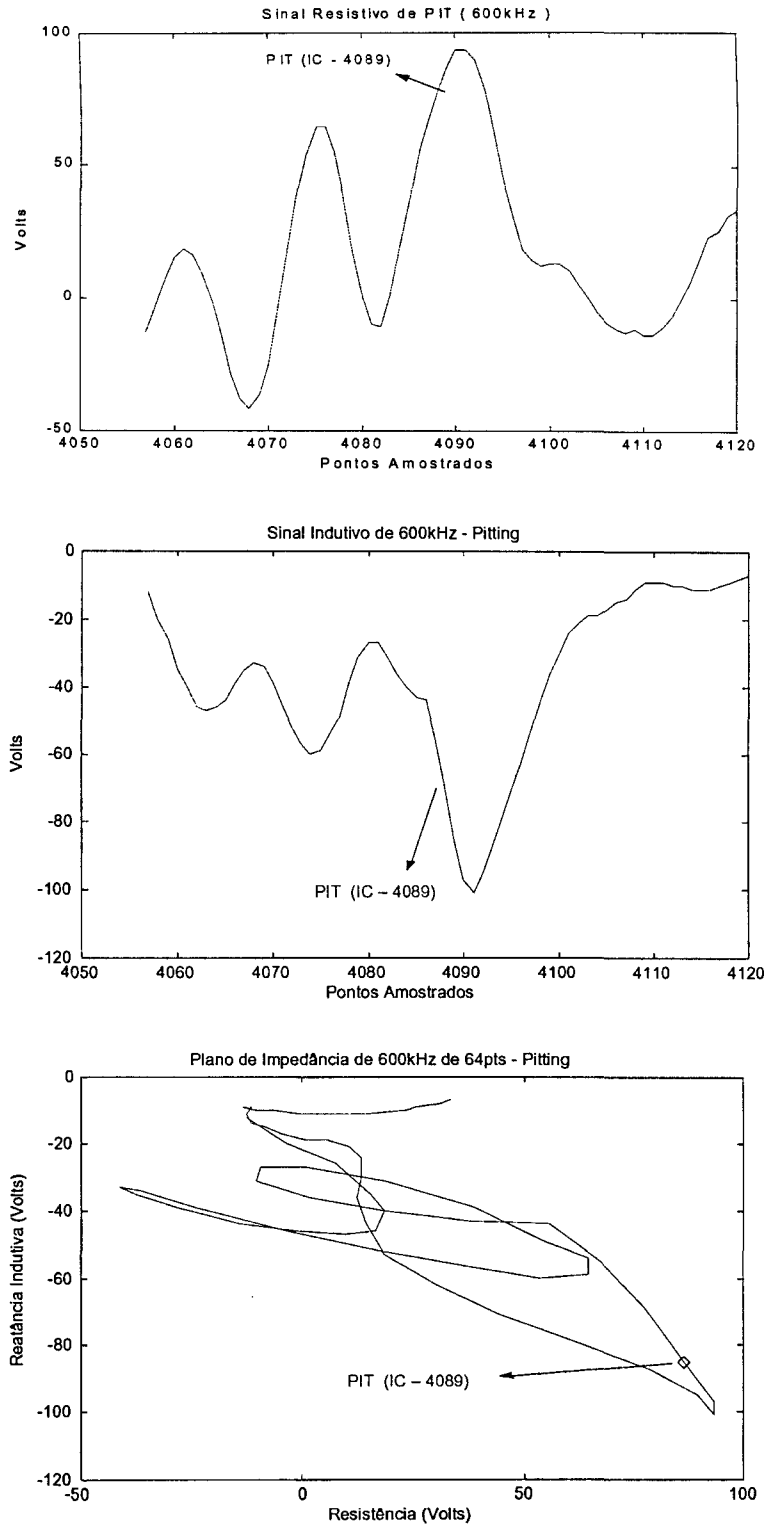 Sinal Resistivo de PIT ( 600kHz )
100
50
0
-50
Volts
PIT (IC - 4089)
4050 4060 4070 4080 4090 4100 4110 4120
Pontos Amostrados
Sinal Indutivo de 600kHz - Pitting
0
-20
-40
-60
-80
-100
-120
Volts
PIT (IC – 4089)
4050 4060 4070 4080 4090 4100 4110 4120
Pontos Amostrados
Plano de Impedância de 600kHz de 64pts - Pitting
0
-20
-40
-60
-80
-100
-120
Reatância Indutiva (Volts)
PIT (IC – 4089)
-50 0 50 100
Resistência (Volts)